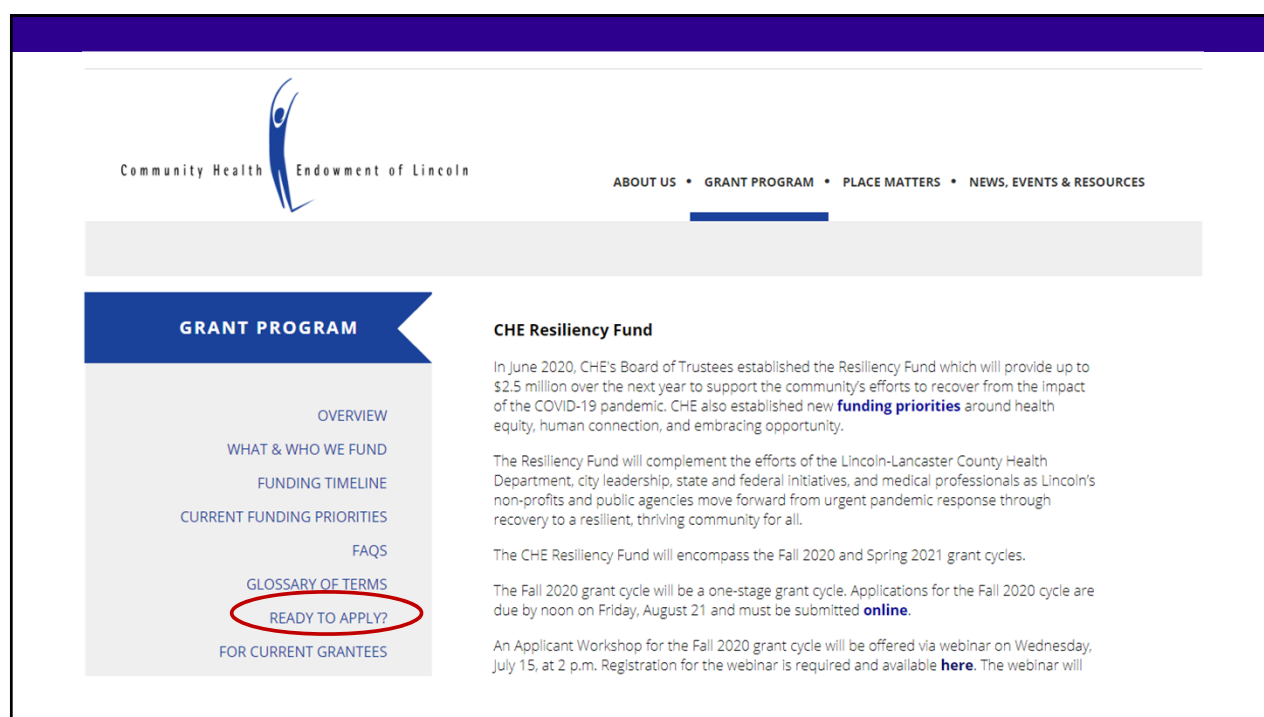 Community Health Endowment of Lincoln
ABOUT US • GRANT PROGRAM • PLACE MATTERS • NEWS, EVENTS & RESOURCES
GRANT PROGRAM
OVERVIEW
WHAT & WHO WE FUND
FUNDING TIMELINE
CURRENT FUNDING PRIORITIES
FAQS
GLOSSARY OF TERMS
READY TO APPLY?
FOR CURRENT GRANTEES
CHE Resiliency Fund
In June 2020, CHE's Board of Trustees established the Resiliency Fund which will provide up to
$2.5 million over the next year to support the community's efforts to recover from the impact
of the COVID-19 pandemic. CHE also established new funding priorities around health
equity, human connection, and embracing opportunity.
The Resiliency Fund will complement the efforts of the Lincoln-Lancaster County Health
Department, city leadership, state and federal initiatives, and medical professionals as Lincoln's
non-profits and public agencies move forward from urgent pandemic response through
recovery to a resilient, thriving community for all.
The CHE Resiliency Fund will encompass the Fall 2020 and Spring 2021 grant cycles.
The Fall 2020 grant cycle will be a one-stage grant cycle. Applications for the Fall 2020 cycle are
due by noon on Friday, August 21 and must be submitted online.
An Applicant Workshop for the Fall 2020 grant cycle will be offered via webinar on Wednesday,
July 15, at 2 p.m. Registration for the webinar is required and available here. The webinar will